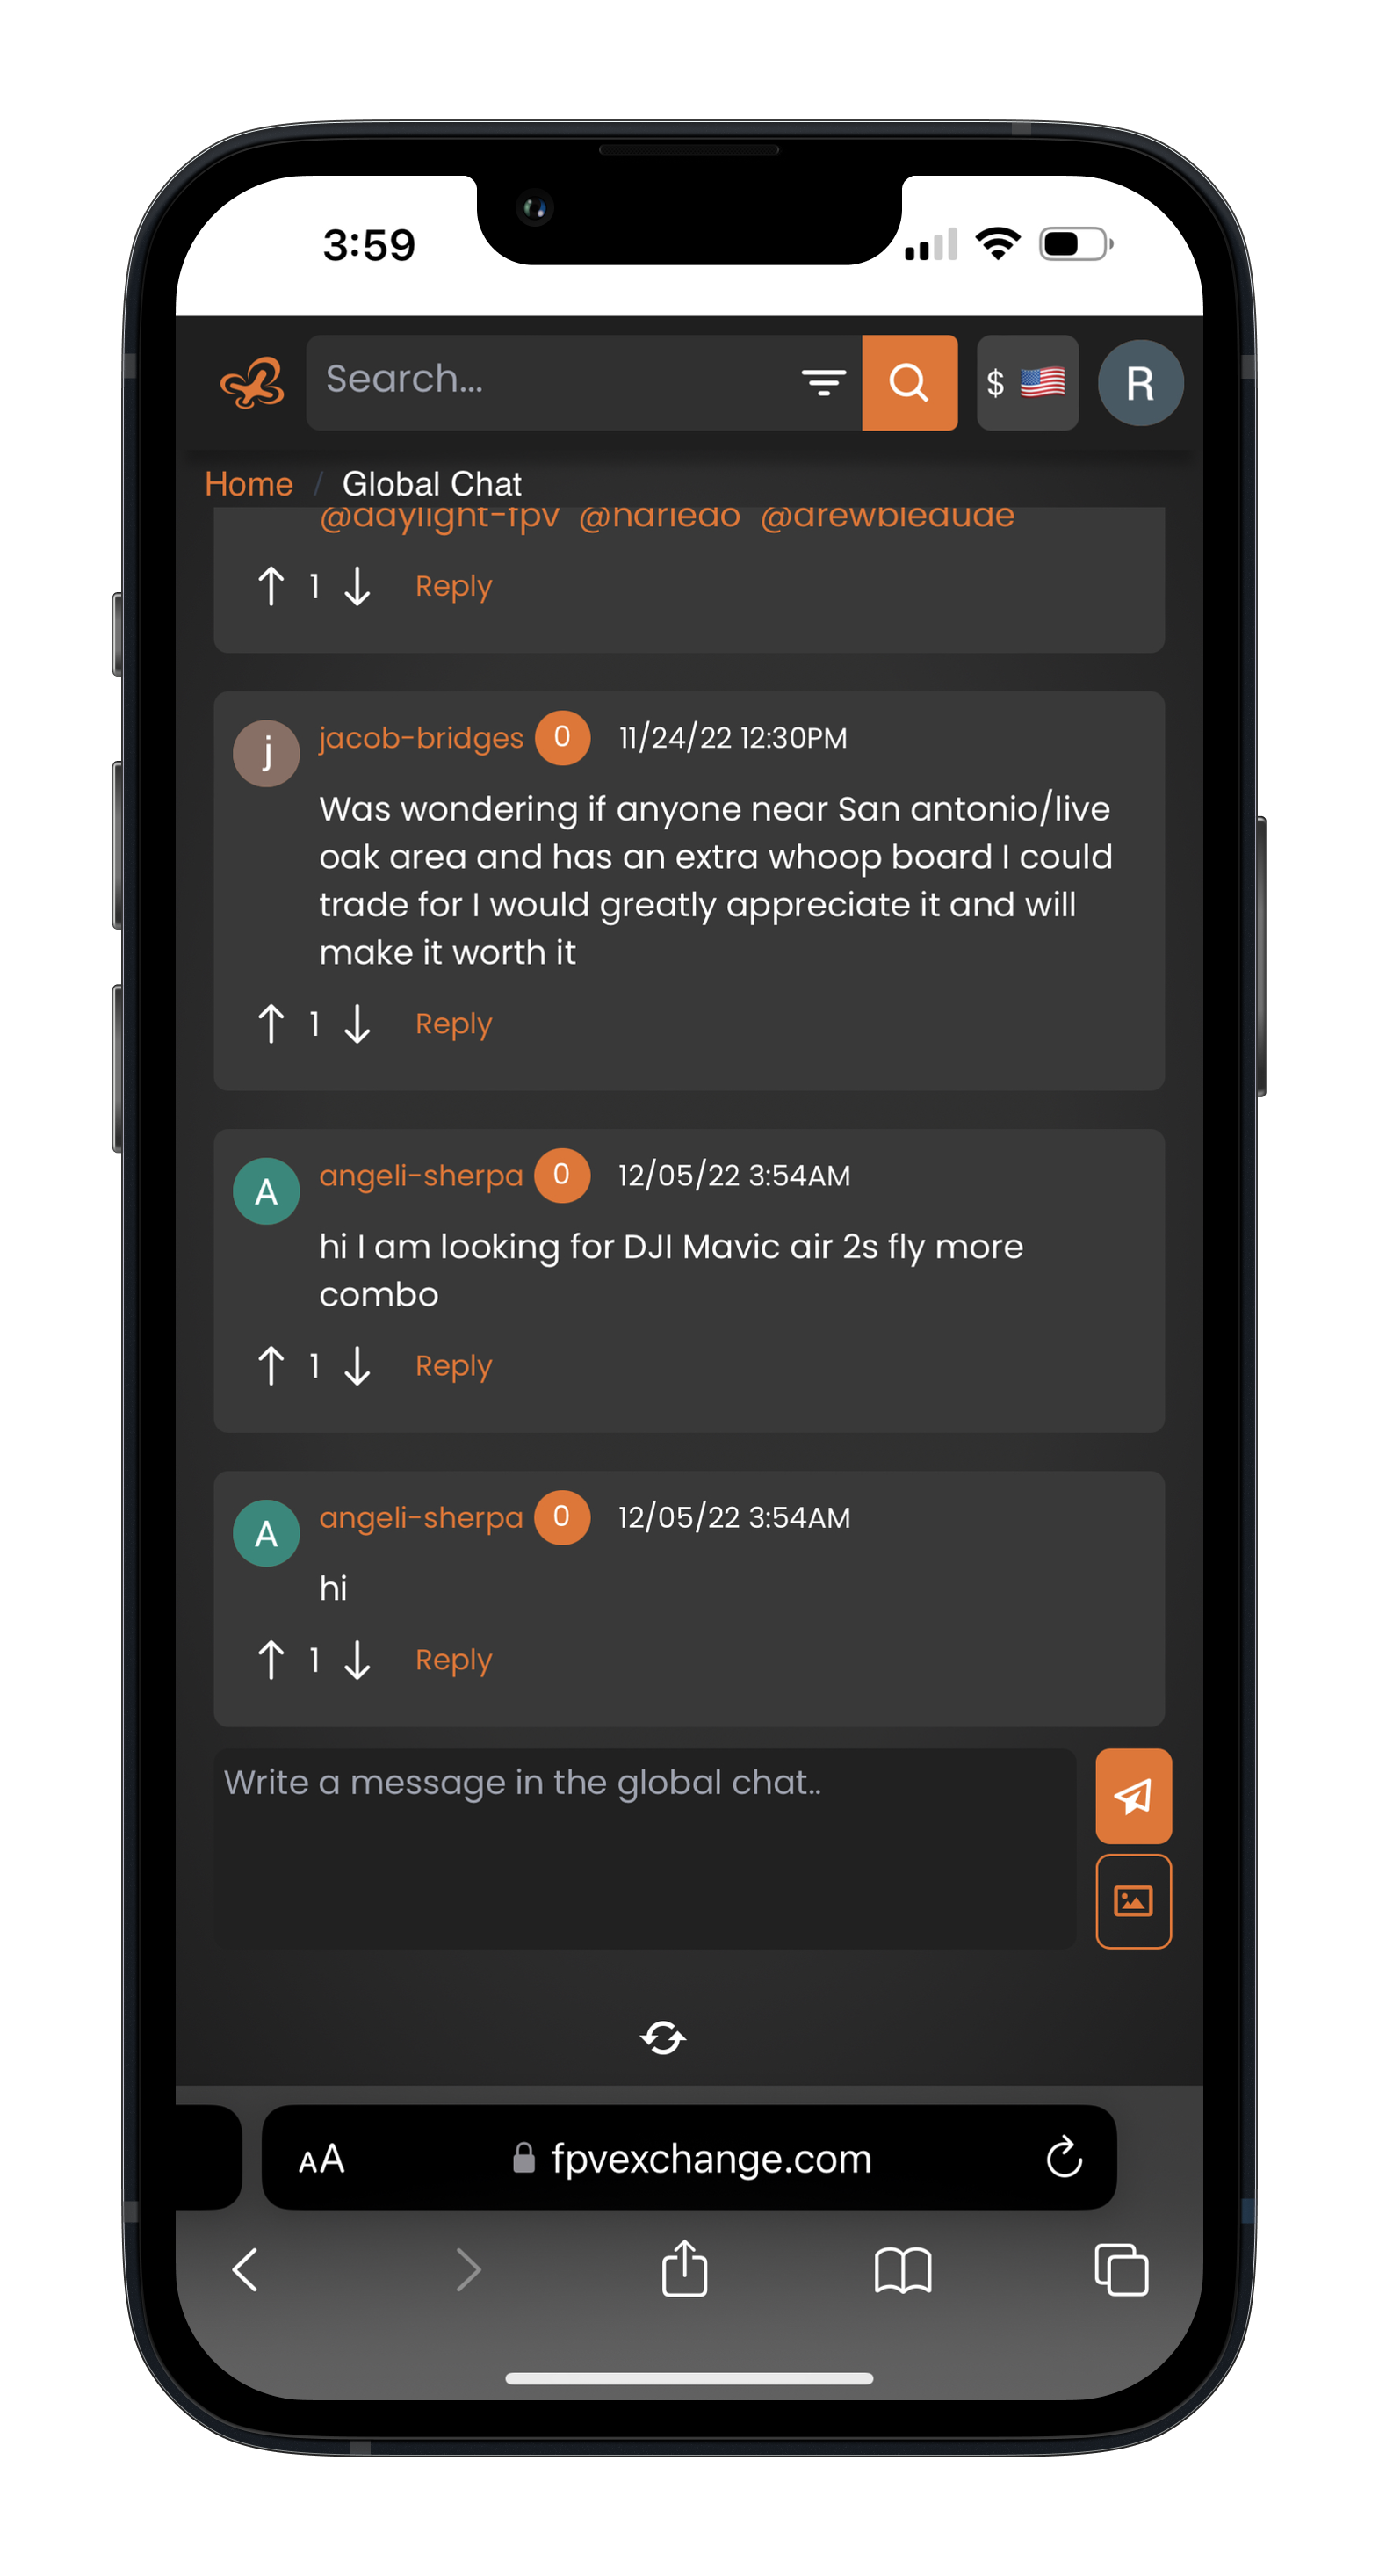 3:59
Search...
$
R
Home / Global Chat
@daylight-fpv @harledo @drewbledude
1 Reply
j
jacob-bridges 0 11/24/22 12:30PM
Was wondering if anyone near San antonio/live
oak area and has an extra whoop board I could
trade for I would greatly appreciate it and will
make it worth it
1 Reply
A
angeli-sherpa 0 12/05/22 3:54AM
hi I am looking for DJI Mavic air 2s fly more
combo
1 Reply
A
angeli-sherpa 0 12/05/22 3:54AM
hi
1 Reply
Write a message in the global chat..
AA fpvexchange.com